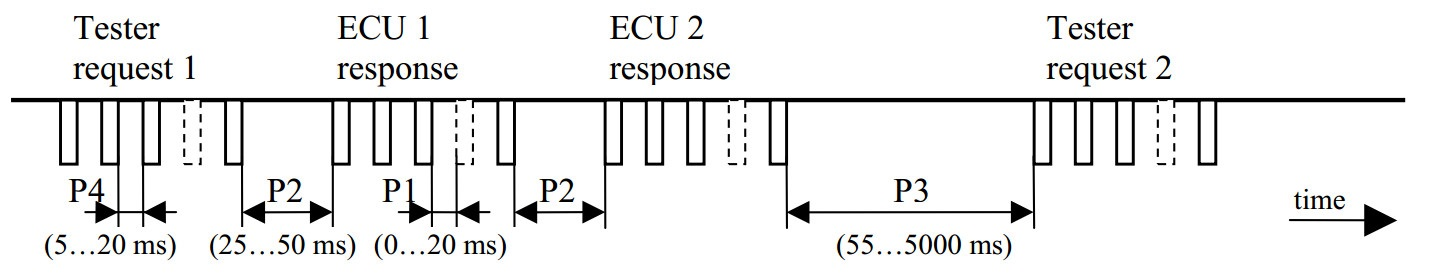 Tester
request 1
ECU 1
response
ECU 2
response
Tester
request 2
P4
P2
P1
P2
P3
time
(5…20 ms)
(25…50 ms)
(0…20 ms)
(55…5000 ms)